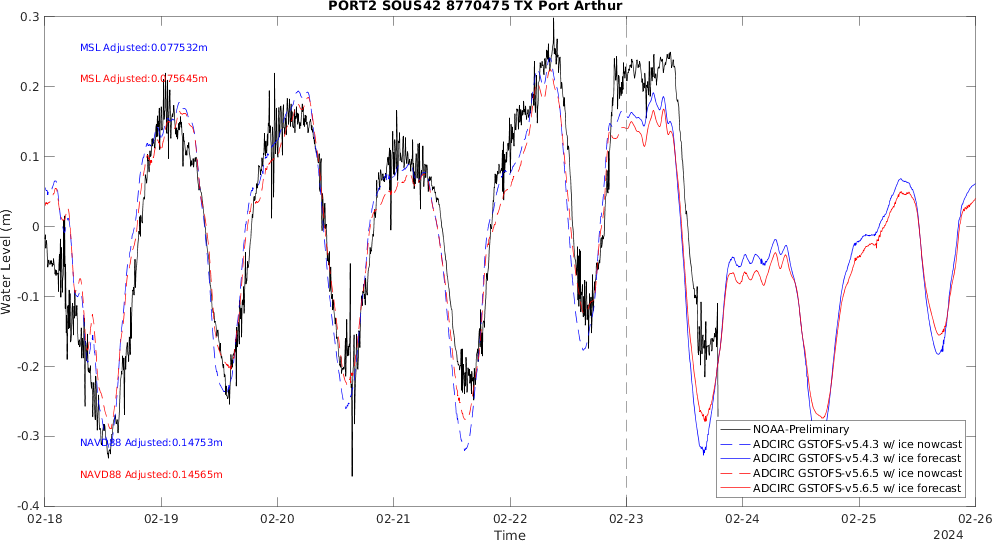 PORT2 SOUS42 8770475 TX Port Arthur
0.3
MSL Adjusted:0.077532m
MSL Adjusted:0.075645m
0.2
0.1
0
Water Level (m)
-0.1
-0.2
-0.3
NAVD88 Adjusted:0.14753m
NAVD88 Adjusted:0.14565m
-0.4
NOAA-Preliminary
ADCIRC GSTOFS-v5.4.3 w/ ice nowcast
ADCIRC GSTOFS-v5.4.3 w/ ice forecast
ADCIRC GSTOFS-v5.6.5 w/ ice nowcast
ADCIRC GSTOFS-v5.6.5 w/ ice forecast
02-18 02-19 02-20 02-21 02-22 02-23 02-24 02-25 02-26
Time
2024